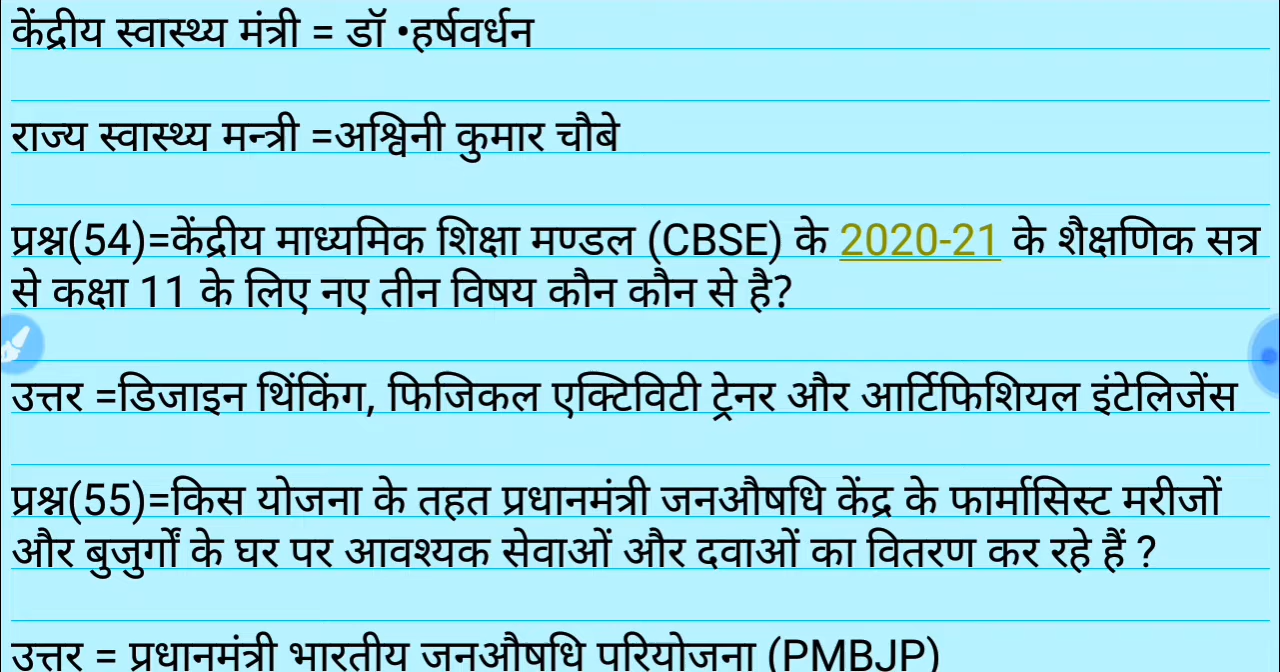 केंद्रीय स्वास्थ्य मंत्री = डॉ •हर्षवर्धन
राज्य स्वास्थ्य मन्त्री =अश्विनी कुमार चौबे
प्रश्न(54)=केंद्रीय माध्यमिक शिक्षा मण्डल (CBSE) के 2020-21 के शैक्षणिक सत्र
से कक्षा 11 के लिए नए तीन विषय कौन कौन से है?
उत्तर =डिजाइन थिंकिंग, फिजिकल एक्टिविटी ट्रेनर और आर्टिफिशियल इंटेलिजेंस
प्रश्न(55)=किस योजना के तहत प्रधानमंत्री जनऔषधि केंद्र के फार्मासिस्ट मरीजों
और बुजुर्गों के घर पर आवश्यक सेवाओं और दवाओं का वितरण कर रहे हैं ?
उत्तर = प्रधानमंत्री भारतीय जनऔषधि परियोजना (PMBJP)